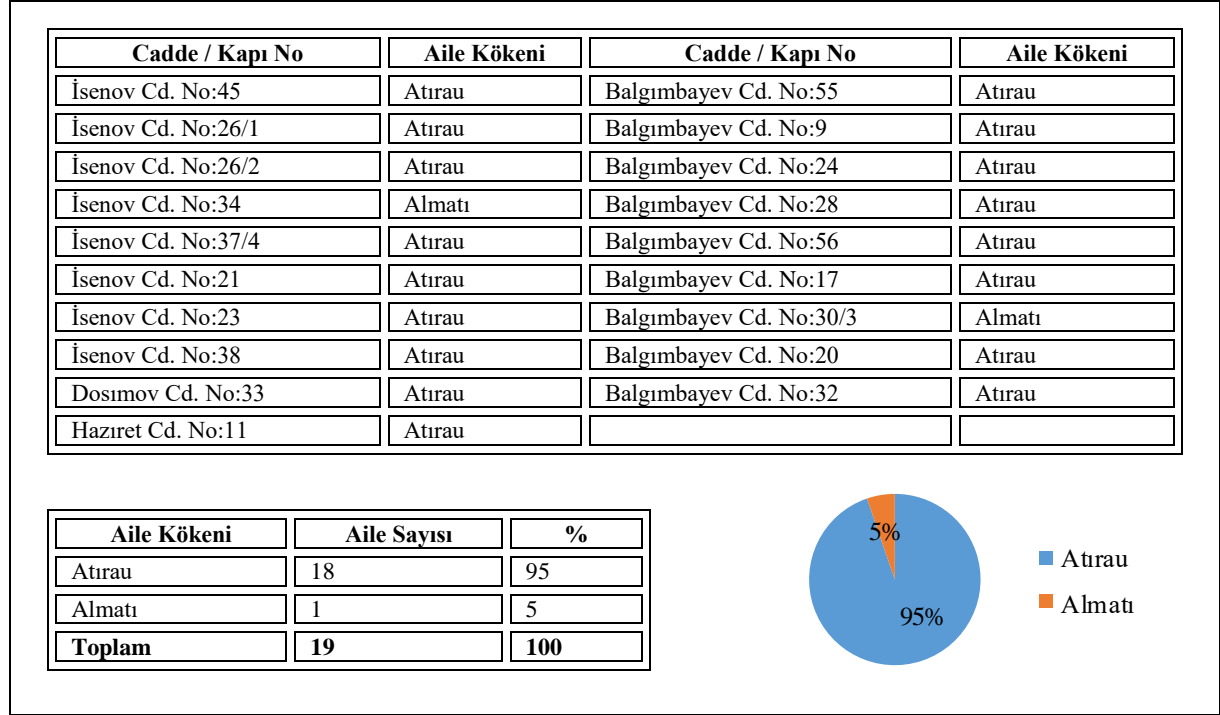 Cadde / Kapı No Aile Kökeni Cadde / Kapı No Aile Kökeni
İsenov Cd. No:45 Atırau Balgımbayev Cd. No:55 Atırau
İsenov Cd. No:26/1 Atırau Balgımbayev Cd. No:9 Atırau
İsenov Cd. No:26/2 Atırau Balgımbayev Cd. No:24 Atırau
İsenov Cd. No:34 Almatı Balgımbayev Cd. No:28 Atırau
İsenov Cd. No:37/4 Atırau Balgımbayev Cd. No:56 Atırau
İsenov Cd. No:21 Atırau Balgımbayev Cd. No:17 Atırau
İsenov Cd. No:23 Atırau Balgımbayev Cd. No:30/3 Almatı
İsenov Cd. No:38 Atırau Balgımbayev Cd. No:20 Atırau
Dosımov Cd. No:33 Atırau Balgımbayev Cd. No:32 Atırau
Hazıret Cd. No:11 Atırau
Aile Kökeni Aile Sayısı %
Atırau 18 95
Almatı 1 5
Toplam 19 100
5%
95%
Atırau
Almatı